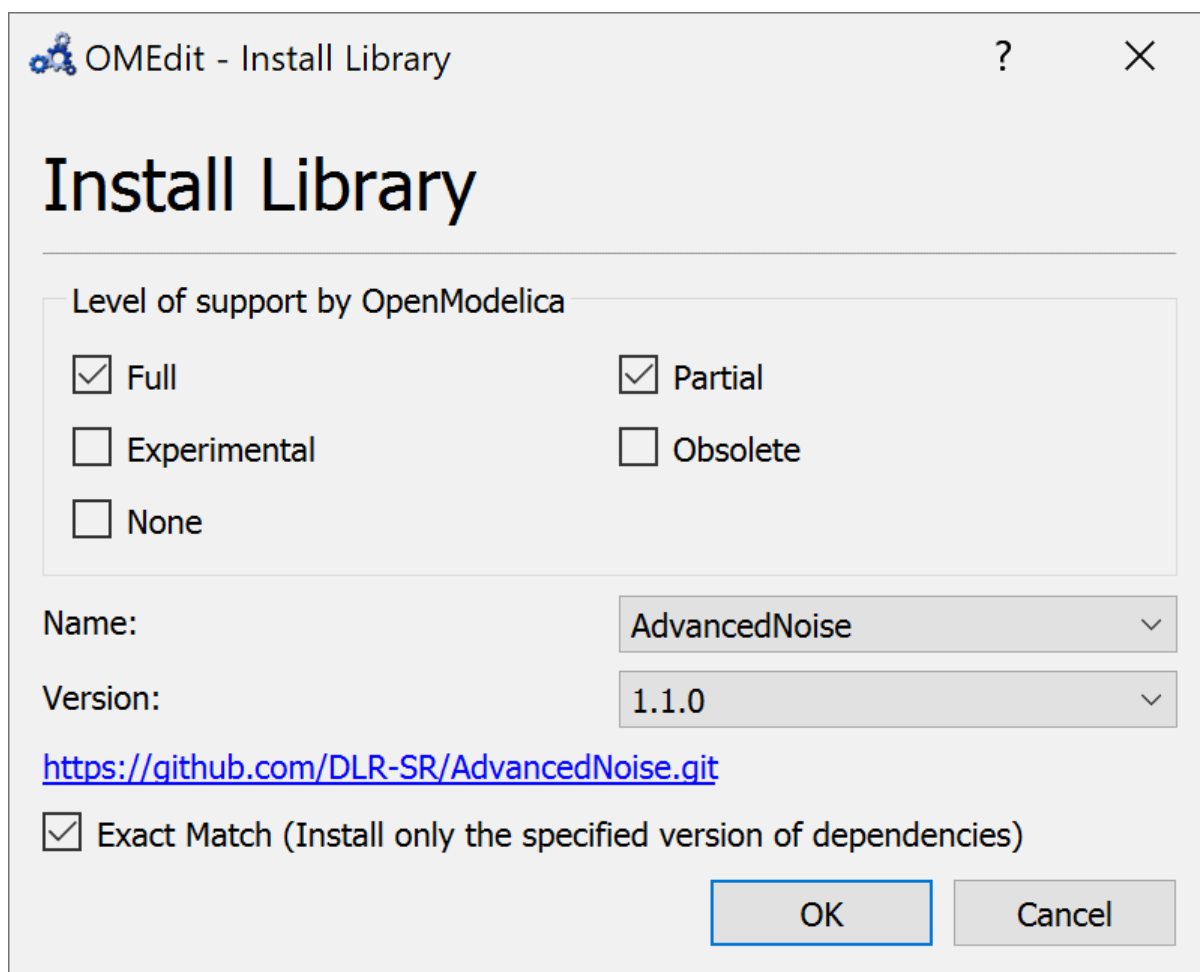 OMEdit - Install Library ?
Install Library
Level of support by OpenModelica
Full Partial
Experimental Obsolete
None
Name: AdvancedNoise
Version: 1.1.0
https://github.com/DLR-SR/AdvancedNoise.git
Exact Match (Install only the specified version of dependencies)
OK Cancel